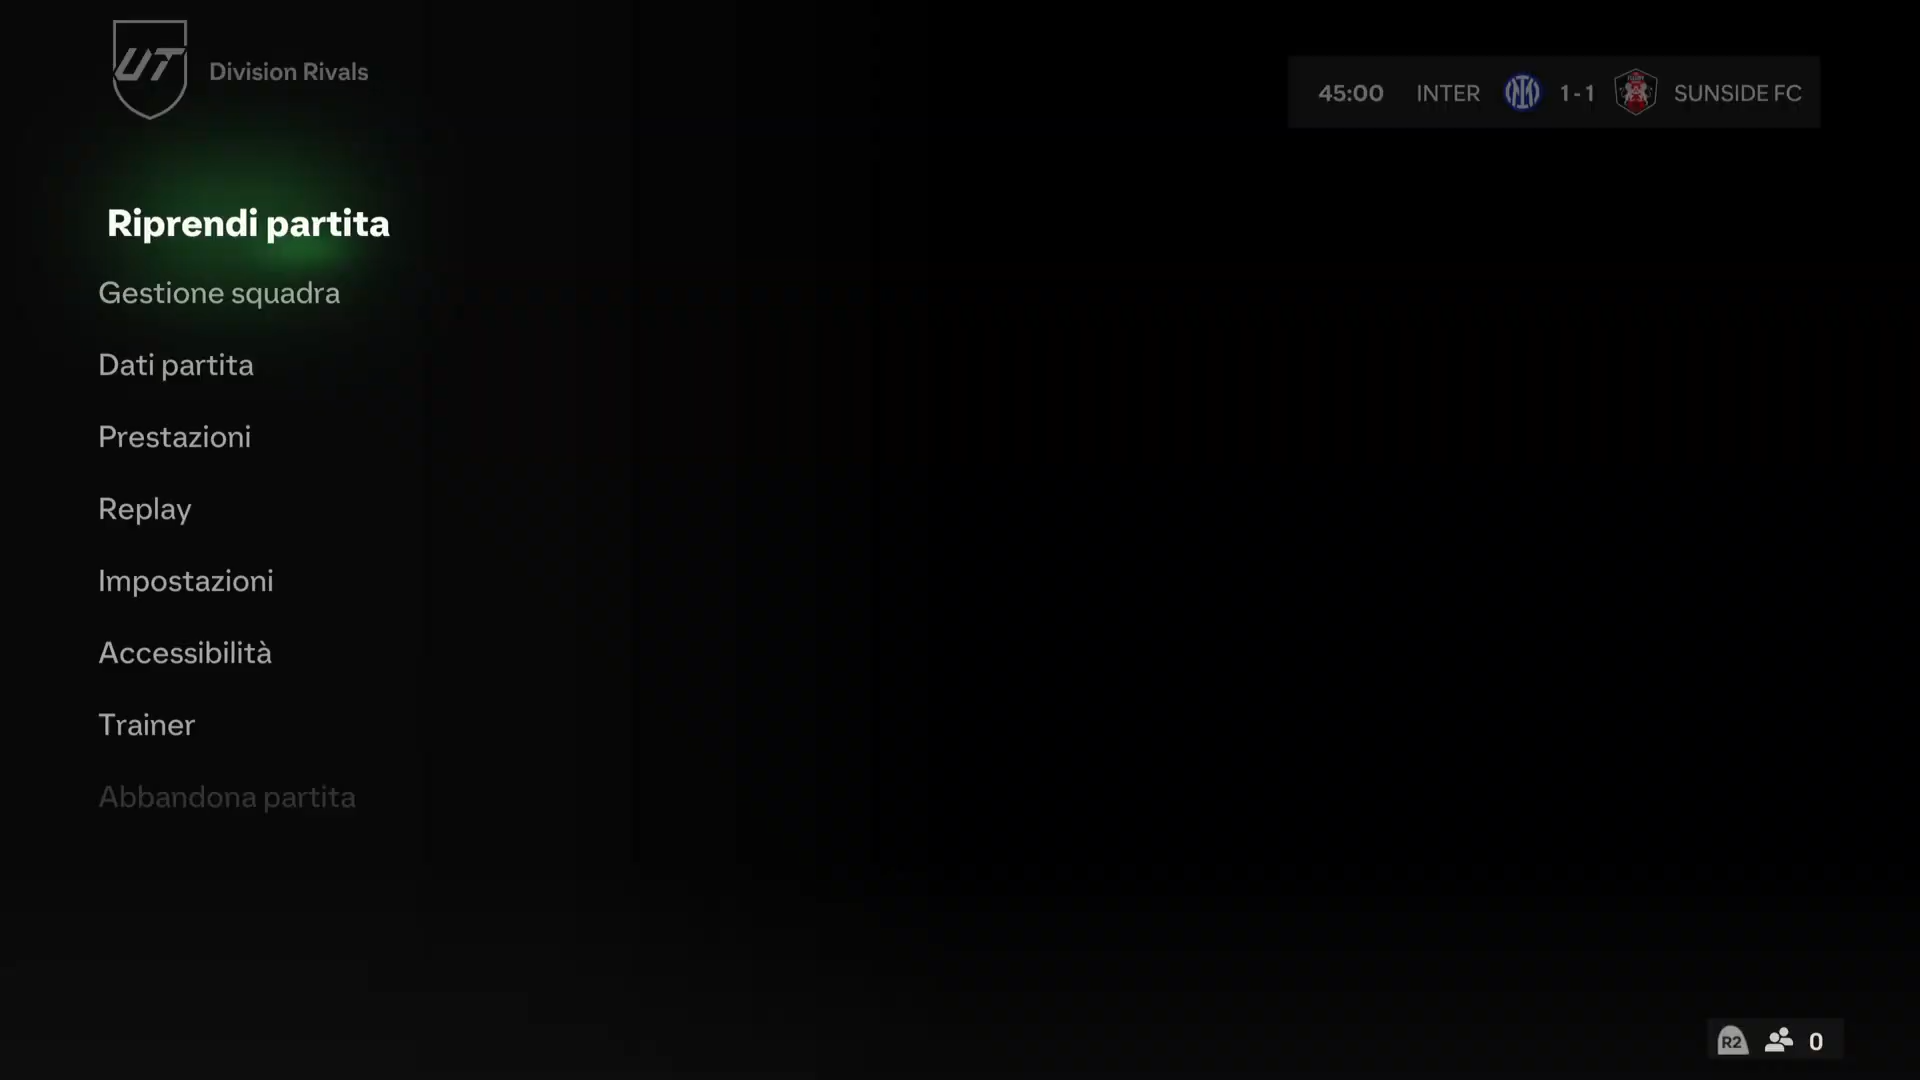 UT
Division Rivals
45:00 INTER 1-1 SUNSIDE FC
Riprendi partita
Gestione squadra
Dati partita
Prestazioni
Replay
Impostazioni
Accessibilità
Trainer
Abbandona partita
R2 0